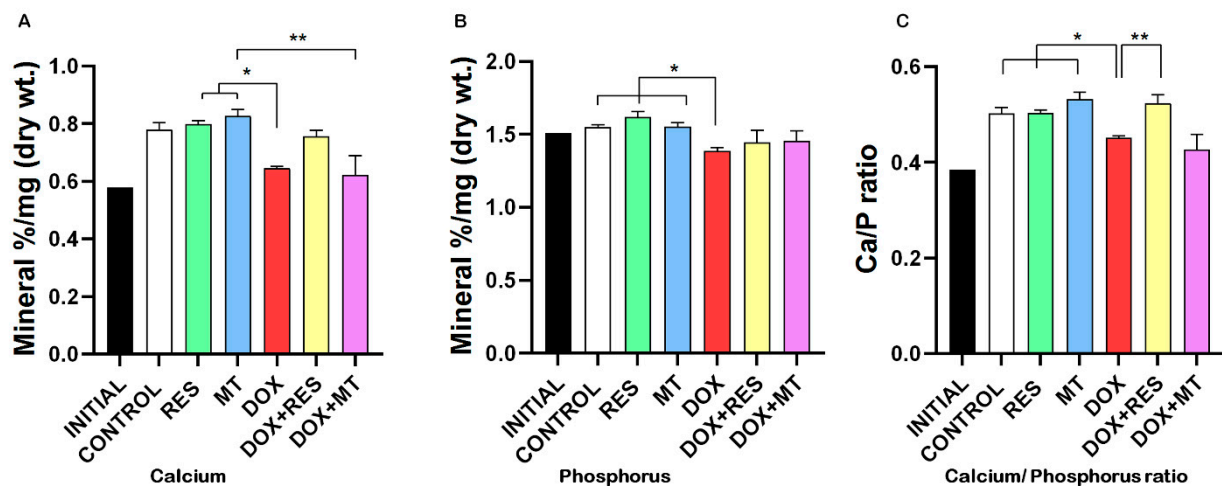 A
Mineral %/mg (dry wt.)
1.0
0.8
0.6
0.4
0.2
0.0
*
**
INITIAL
CONTROL
RES
MT
DOX
DOX+RES
DOX+MT
Calcium
B
Mineral %/mg (dry wt.)
2.0
1.5
1.0
0.5
0.0
*
INITIAL
CONTROL
RES
MT
DOX
DOX+RES
DOX+MT
Phosphorus
C
Ca/P ratio
0.6
0.4
0.2
0.0
*
**
INITIAL
CONTROL
RES
MT
DOX
DOX+RES
DOX+MT
Calcium/ Phosphorus ratio